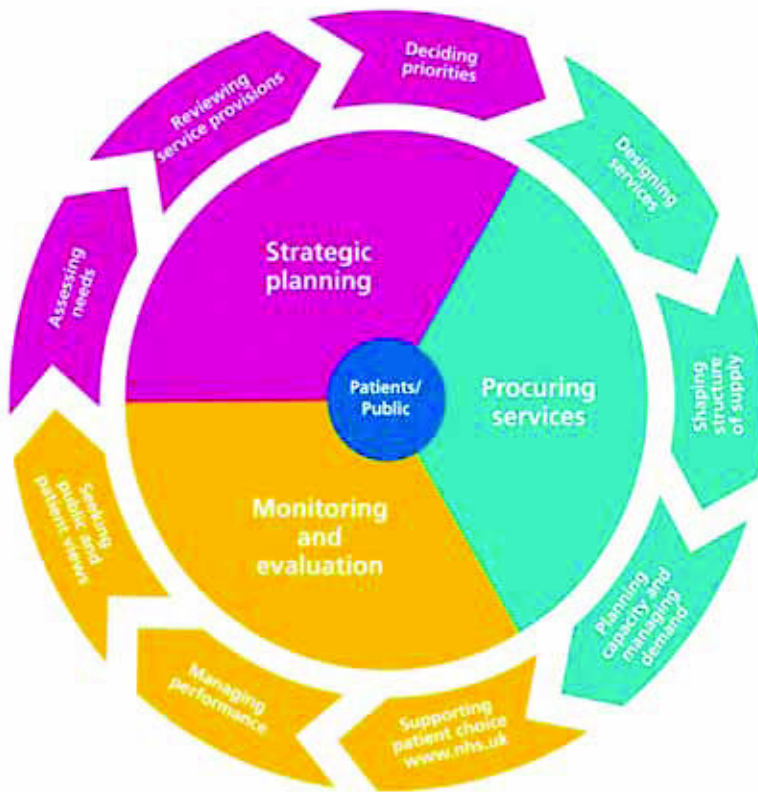 Deciding
priorities
Designing
services
Shaping
structure
of supply
Planning
capacity and
managing
demand
Supporting
patient choice
www.nhs.uk
Managing
performance
Seeking
public and
patient views
Assessing
needs
Reviewing
service provisions
Strategic
planning
Procuring
services
Monitoring
and
evaluation
Patients/
Public